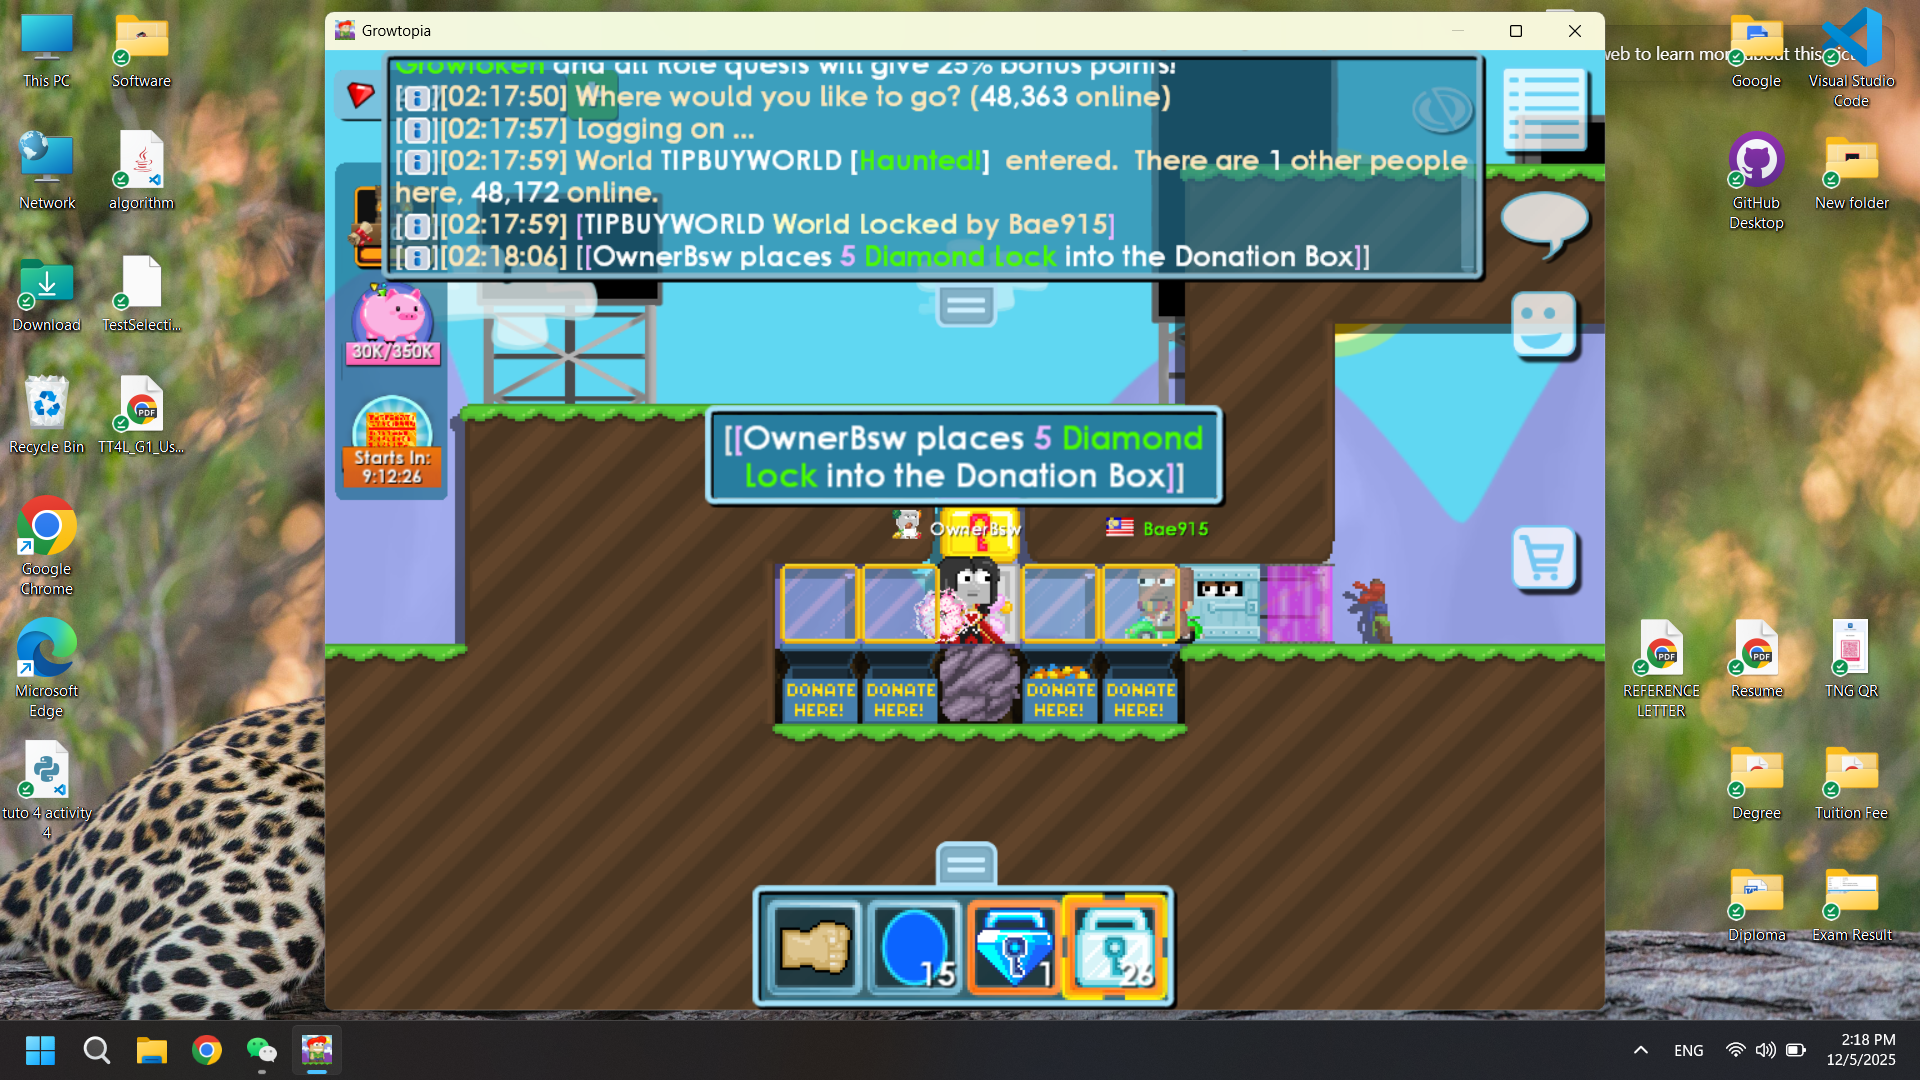 Growtopia
This PC
Software
Network
algorithm
Download
TestSelecti...
Recycle Bin
TT4L_G1_Us...
Google
Chrome
Microsoft
Edge
tuto 4 activity
4
Growtoken and all Role quests will give 25% bonus points!
[][02:17:50] Where would you like to go? (48,363 online)
[][02:17:57] Logging on ...
[][02:17:59] World TIPBUYWORLD [Haunted!] entered. There are 1 other people
here, 48,172 online.
[][02:17:59] [TIPBUYWORLD World Locked by Bae915]
[][02:18:06] [[OwnerBsw places 5 Diamond Lock into the Donation Box]]
30K/350K
Starts In:
9:12:26
[[OwnerBsw places 5 Diamond
Lock into the Donation Box]]
OwnerBsw
Bae915
DONATE
HERE!
DONATE
HERE!
DONATE
HERE!
DONATE
HERE!
15
1
26
web to learn
Google
Visual Studio
Code
GitHub
Desktop
New folder
PDF
PDF
PDF
REFERENCE
LETTER
Resume
TNG QR
Degree
Tuition Fee
Diploma
Exam Result
ENG
2:18 PM
12/5/2025